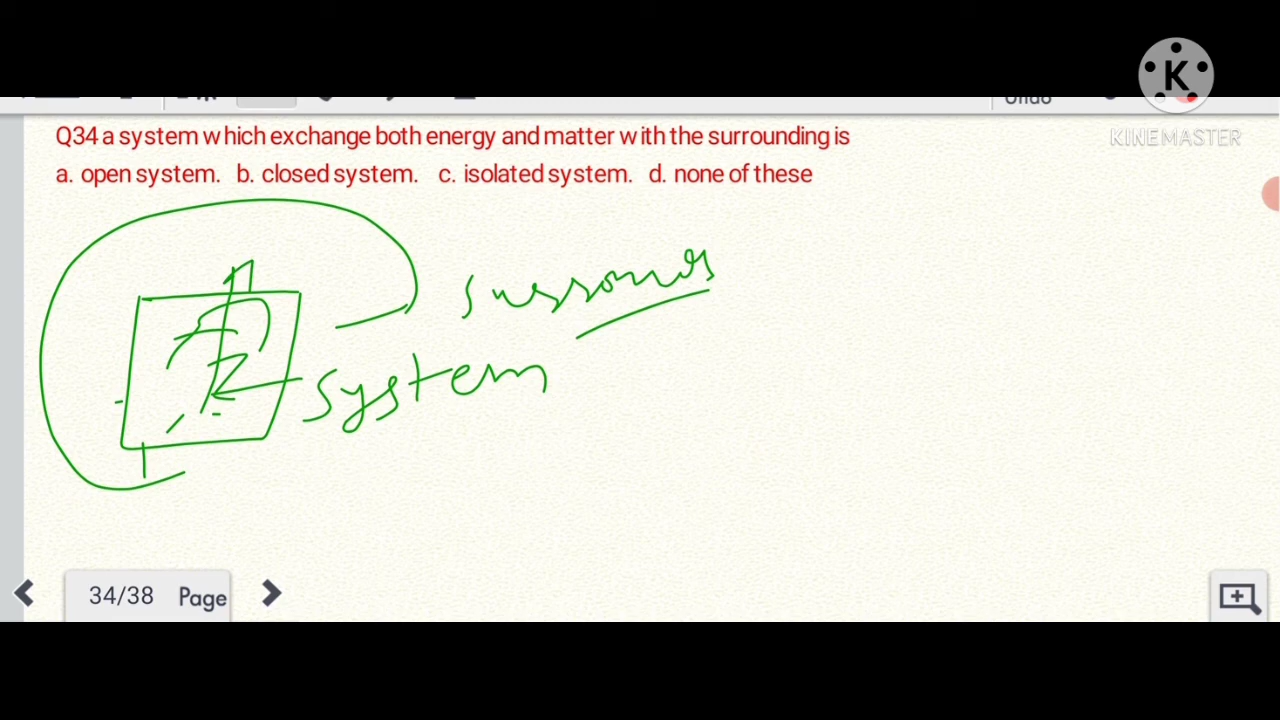 K
Undo
KINEMASTER
Q34 a system which exchange both energy and matter with the surrounding is
a. open system. b. closed system. c. isolated system. d. none of these
system
34/38 Page